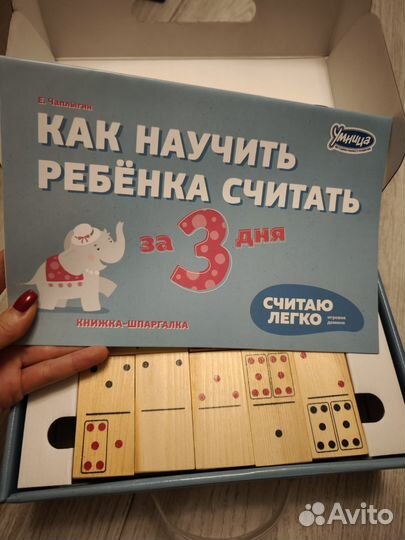 Е. Чаплыгин
Умница
КАК НАУЧИТЬ
РЕБЁНКА СЧИТАТЬ
за 3 дня
КНИЖКА-ШПАРГАЛКА
СЧИТАЮ
ЛЕГКО
игровое
домино
Avito